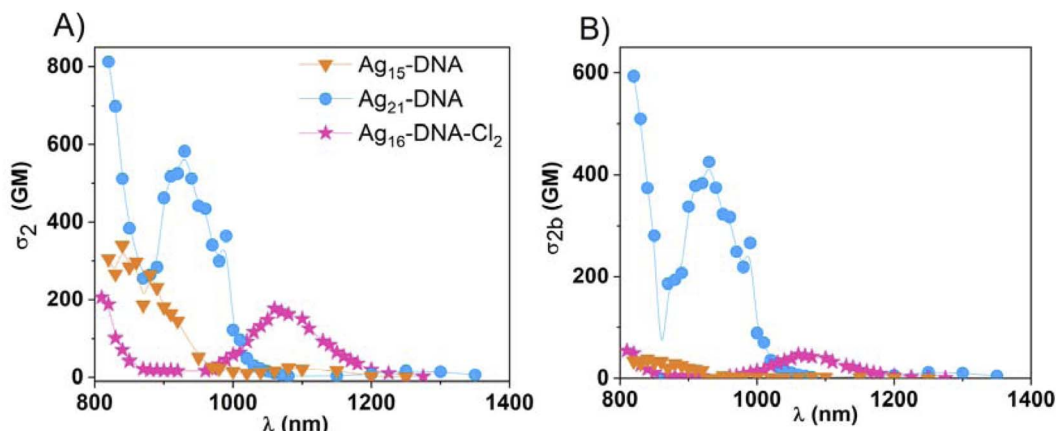 A)
800
600
400
200
0
800
1000
1200
1400
σ₂ (GM)
λ (nm)
Ag₁₅-DNA
Ag₂₁-DNA
Ag₁₆-DNA-Cl₂
B)
600
400
200
0
800
1000
1200
1400
σ₂b (GM)
λ (nm)